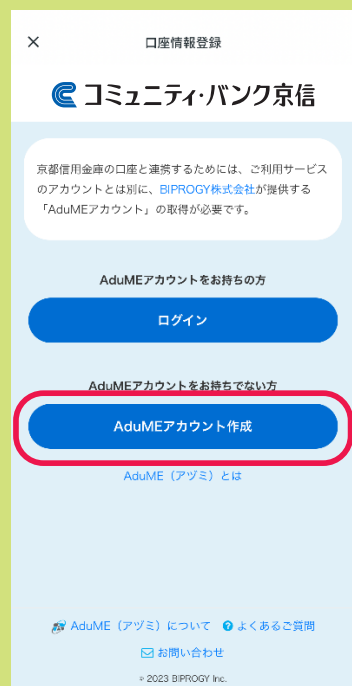 口座情報登録
コミュニティ・バンク京信
京都信用金庫の口座と連携するためには、ご利用サービス
のアカウントとは別に、BIPROGY株式会社が提供する
「AduMEアカウント」の取得が必要です。
AduMEアカウントをお持ちの方
ログイン
AduMEアカウントをお持ちでない方
AduMEアカウント作成
AduME（アヅミ）とは
AduME（アヅミ）について よくあるご質問
お問い合わせ
© 2023 BIPROGY Inc.